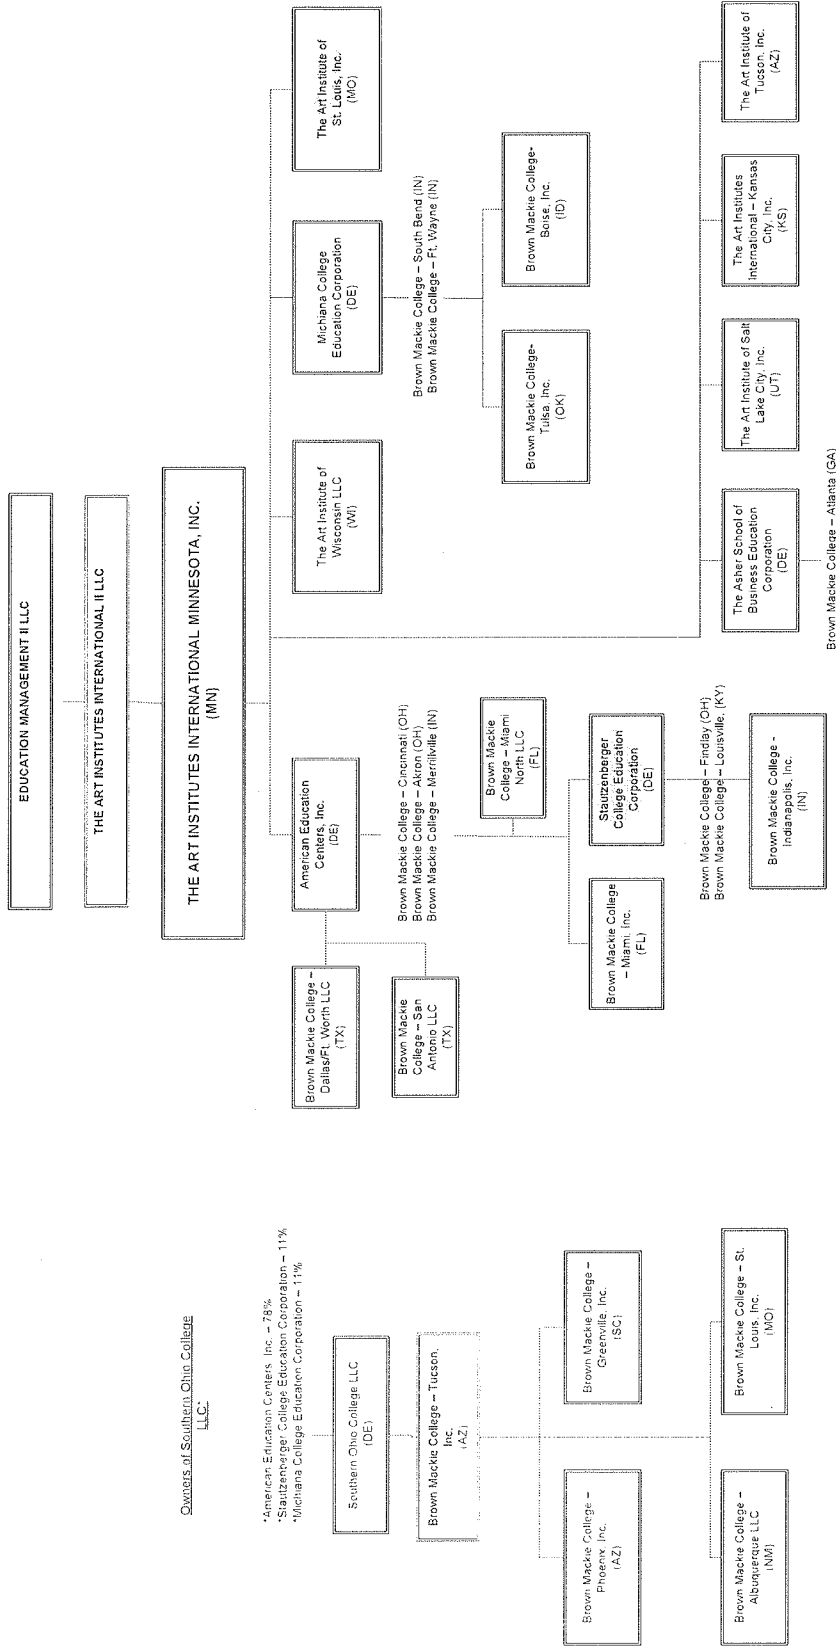 EDUCATION MANAGEMENT II LLC
THE ART INSTITUTES INTERNATIONAL II LLC
THE ART INSTITUTES INTERNATIONAL MINNESOTA, INC.
(MN)
Owners of Southern Ohio College
LLC:*
*American Education Centers, Inc. – 78%
*Stautzenberger College Education Corporation – 11%
*Michiana College Education Corporation – 11%
Southern Ohio College LLC
(DE)
Brown Mackie College – Tucson,
Inc.
(AZ)
Brown Mackie College –
Phoenix, Inc.
(AZ)
Brown Mackie College –
Greenville, Inc.
(SC)
Brown Mackie College –
Albuquerque LLC
(NM)
Brown Mackie College – St.
Louis, Inc.
(MO)
Brown Mackie College –
Dallas/Ft. Worth LLC
(TX)
Brown Mackie
College – San
Antonio LLC
(TX)
American Education
Centers, Inc.
(DE)
Brown Mackie College – Cincinnati (OH)
Brown Mackie College – Akron (OH)
Brown Mackie College – Merrillville (IN)
Brown Mackie
College – Miami
North LLC
(FL)
Brown Mackie College
– Miami, Inc.
(FL)
Stautzenberger
College Education
Corporation
(DE)
Brown Mackie College – Findlay (OH)
Brown Mackie College – Louisville, (KY)
Brown Mackie College –
Indianapolis, Inc.
(IN)
The Art Institute of
Wisconsin LLC
(WI)
Michiana College
Education Corporation
(DE)
Brown Mackie College – South Bend (IN)
Brown Mackie College – Ft. Wayne (IN)
Brown Mackie College-
Tulsa, Inc.
(OK)
Brown Mackie College-
Boise, Inc.
(ID)
The Art Institute of
St. Louis, Inc.
(MO)
The Asher School of
Business Education
Corporation
(DE)
Brown Mackie College – Atlanta (GA)
The Art Institute of Salt
Lake City, Inc.
(UT)
The Art Institutes
International – Kansas
City, Inc.
(KS)
The Art Institute of
Tucson, Inc.
(AZ)